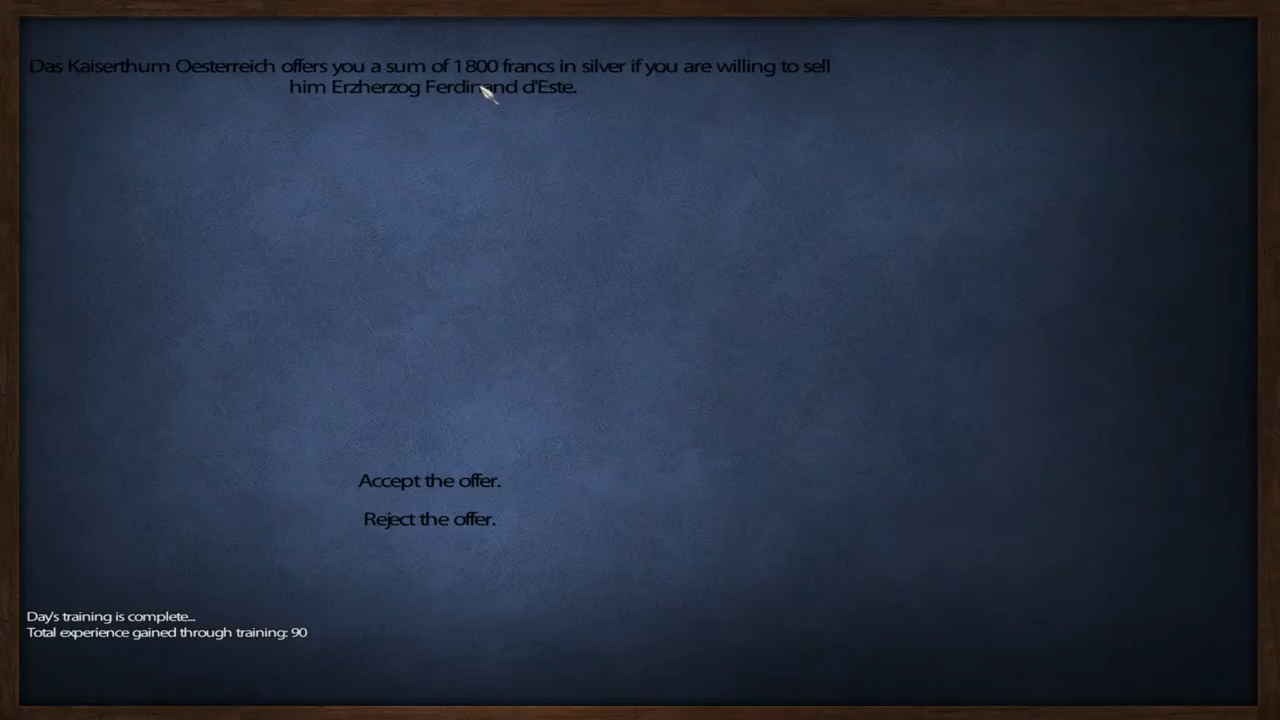 Das Kaiserthum Oesterreich offers you a sum of 1800 francs in silver if you are willing to sell
him Erzherzog Ferdinand d'Este.
Accept the offer.
Reject the offer.
Day's training is complete...
Total experience gained through training: 90